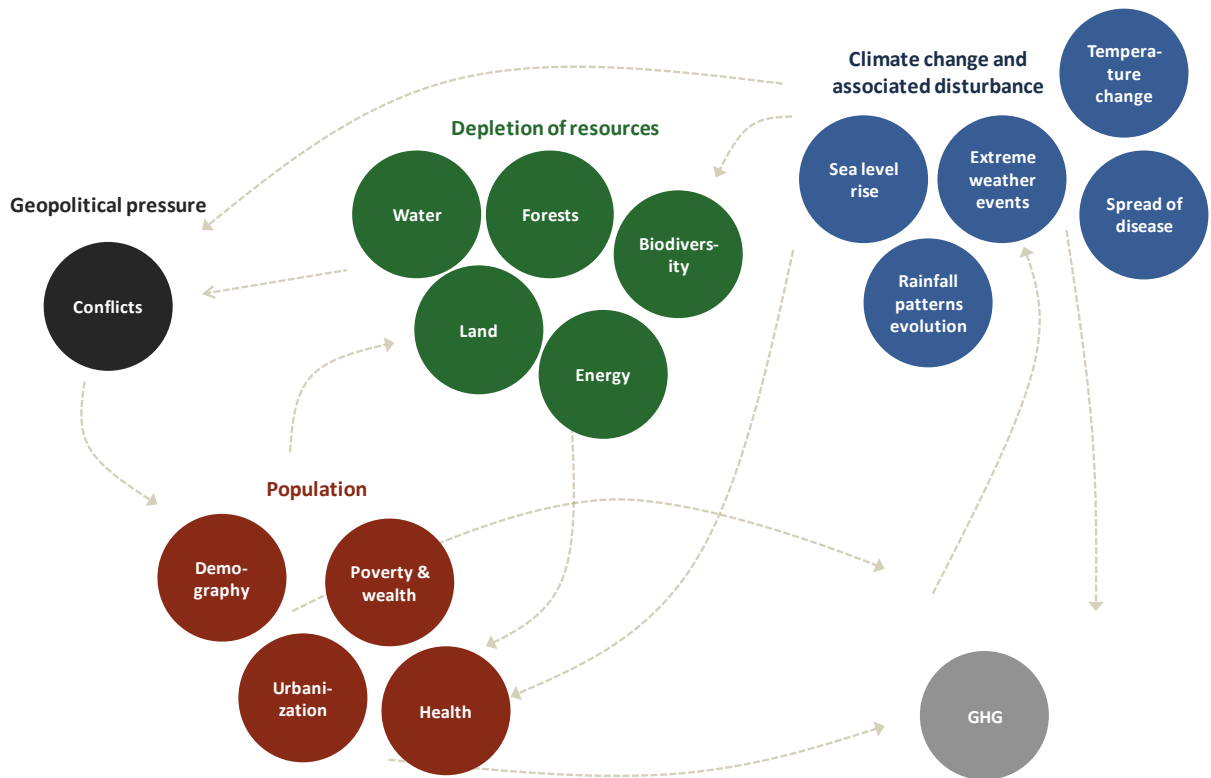 Climate change and
associated disturbance
Tempera-
ture
change
Depletion of resources
Sea level
rise
Extreme
weather
events
Spread of
disease
Geopolitical pressure
Water
Forests
Biodivers-
ity
Conflicts
Land
Energy
Rainfall
patterns
evolution
Population
Demo-
graphy
Poverty &
wealth
Urbani-
zation
Health
GHG